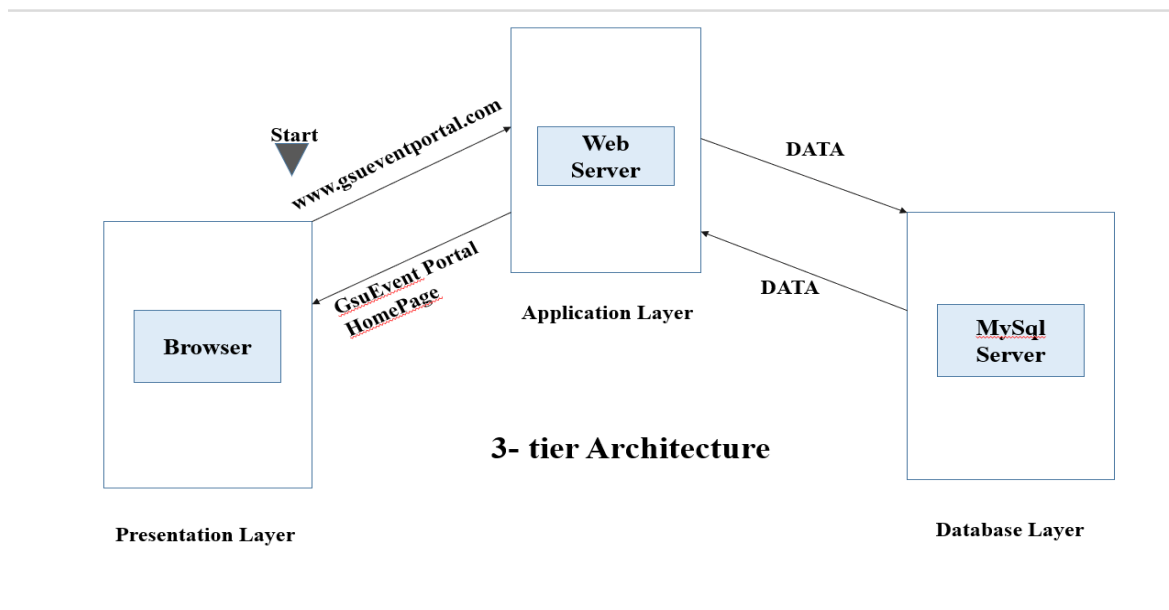 Start
www.gsueventportal.com
Web
Server
DATA
GsuEvent Portal
HomePage
DATA
Application Layer
Browser
MySql
Server
3- tier Architecture
Presentation Layer
Database Layer